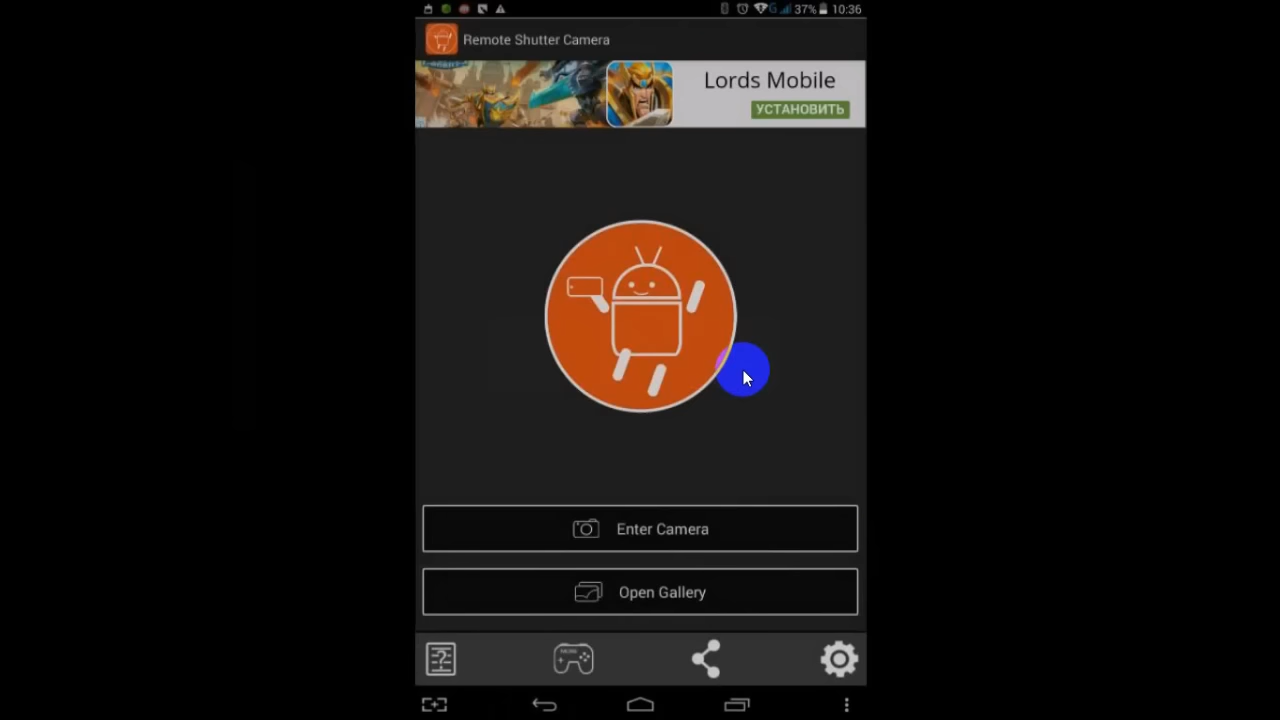 37% 10:36
Remote Shutter Camera
Lords Mobile
УСТАНОВИТЬ
Enter Camera
Open Gallery